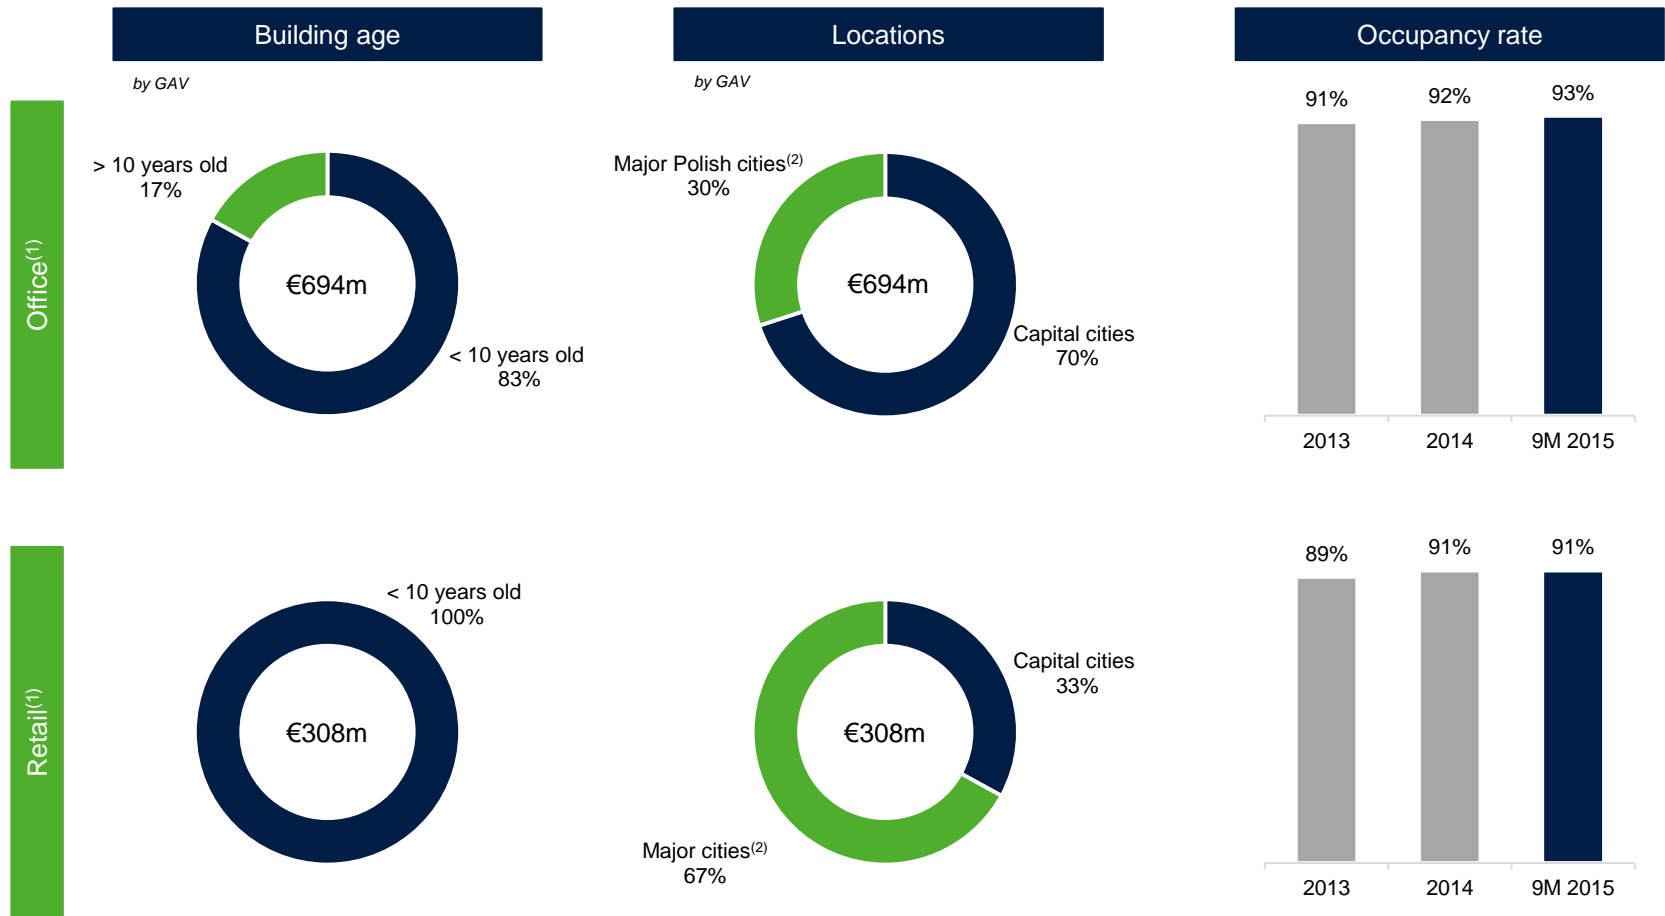 Building age
Locations
Occupancy rate
by GAV
by GAV
Office(1)
> 10 years old
17%
€694m
< 10 years old
83%
Major Polish cities(2)
30%
€694m
Capital cities
70%
91%
92%
93%
2013
2014
9M 2015
Retail(1)
< 10 years old
100%
€308m
Capital cities
33%
€308m
Major cities(2)
67%
89%
91%
91%
2013
2014
9M 2015